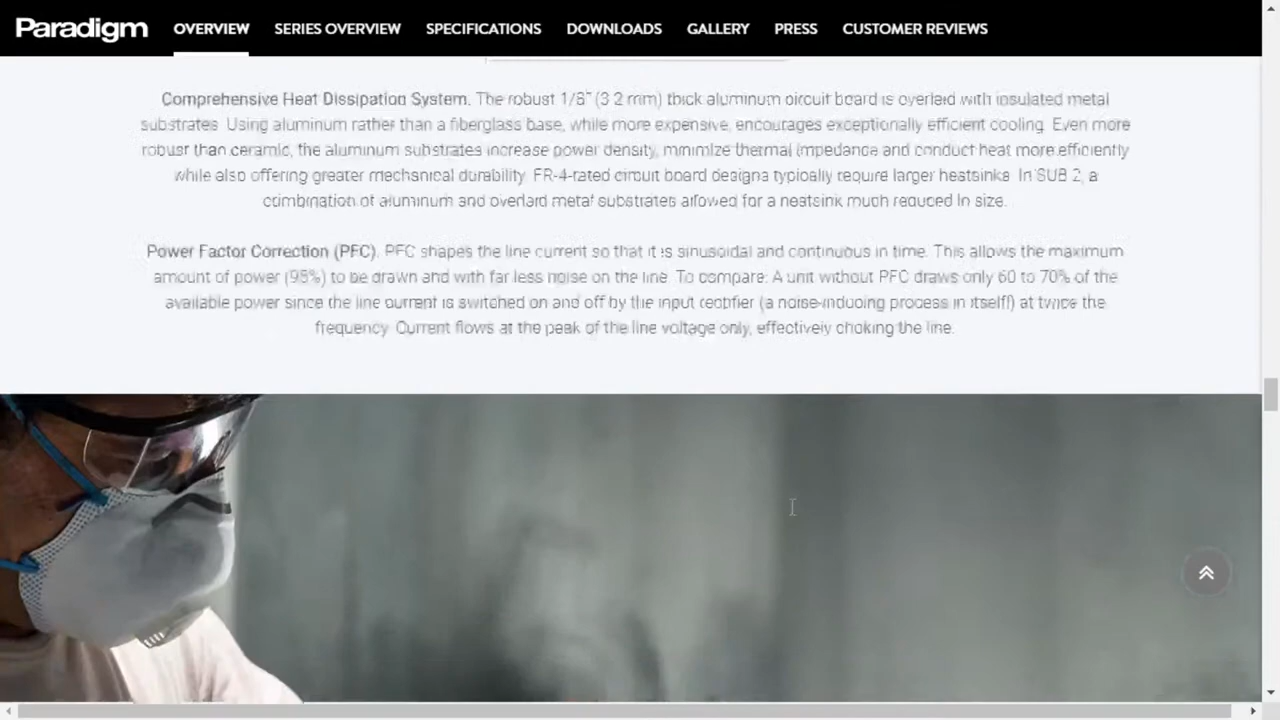 Paradigm OVERVIEW SERIES OVERVIEW SPECIFICATIONS DOWNLOADS GALLERY PRESS CUSTOMER REVIEWS
Comprehensive Heat Dissipation System. The robust 1/8" (3.2 mm) thick aluminum circuit board is overlaid with insulated metal
substrates. Using aluminum rather than a fiberglass base, while more expensive, encourages exceptionally efficient cooling. Even more
robust than ceramic, the aluminum substrates increase power density, minimize thermal impedance and conduct heat more efficiently
while also offering greater mechanical durability. FR-4-rated circuit board designs typically require larger heatsinks. In SUB 2, a
combination of aluminum and overlaid metal substrates allowed for a heatsink much reduced in size.
Power Factor Correction (PFC). PFC shapes the line current so that it is sinusoidal and continuous in time. This allows the maximum
amount of power (98%) to be drawn and with far less noise on the line. To compare: A unit without PFC draws only 60 to 70% of the
available power since the line current is switched on and off by the input rectifier (a noise-inducing process in itself!) at twice the
frequency. Current flows at the peak of the line voltage only, effectively choking the line.